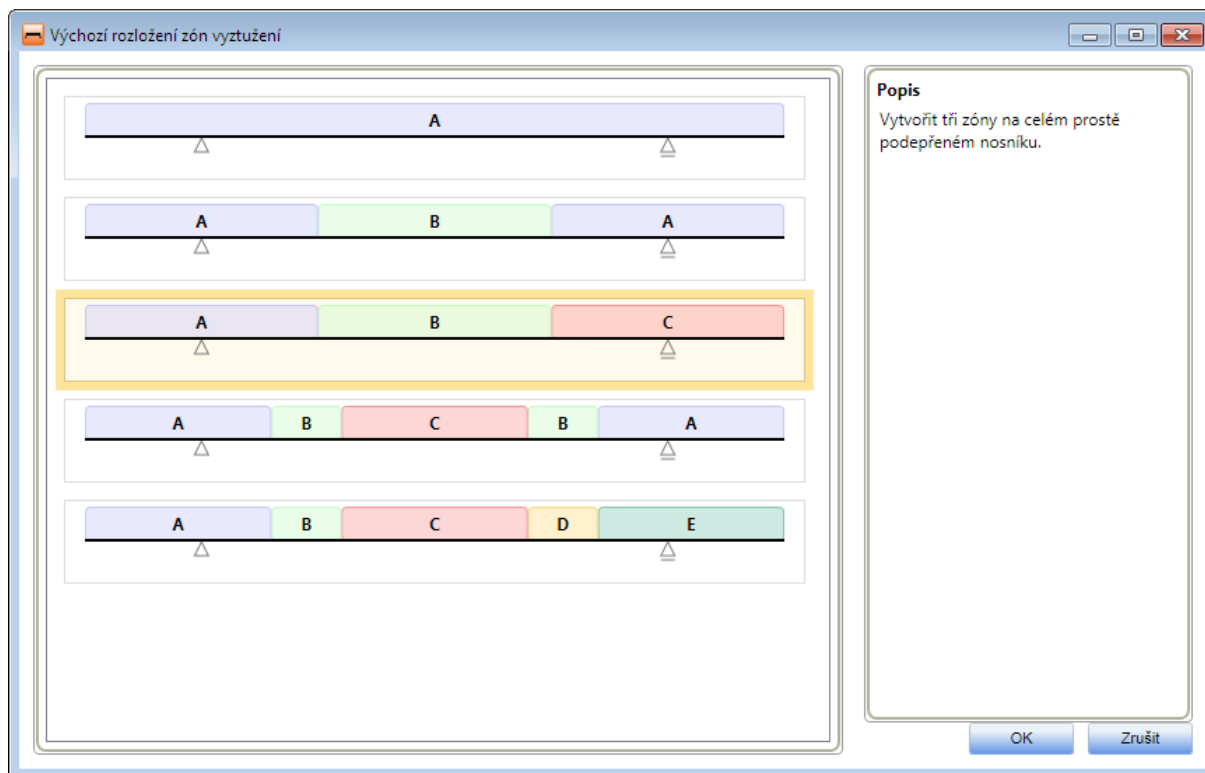 Výchozí rozložení zón vyztužení
A
A B A
A B C
A B C B A
A B C D E
Popis
Vytvořit tři zóny na celém prostě
podepřeném nosníku.
OK Zrušit